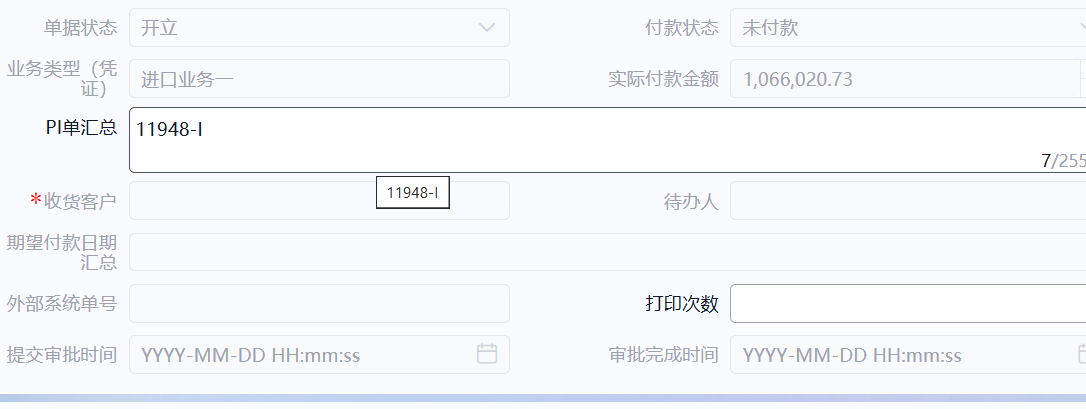 单据状态 开立 付款状态 未付款
业务类型（凭
证） 进口业务一 实际付款金额 1,066,020.73
PI单汇总 11948-I
7/255
*收货客户 11948-I 待办人
期望付款日期
汇总
外部系统单号 打印次数
提交审批时间 YYYY-MM-DD HH:mm:ss 审批完成时间 YYYY-MM-DD HH:mm:ss